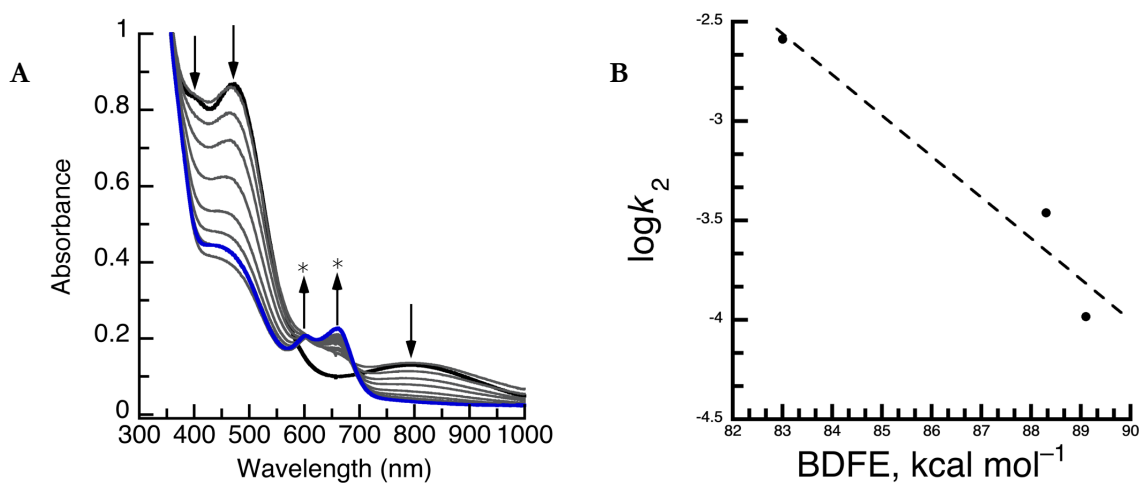 A
1
0.8
0.6
0.4
0.2
0
Absorbance
* *
300 400 500 600 700 800 900 1000
Wavelength (nm)
B
-2.5
-3
-3.5
-4
-4.5
logk2
82 83 84 85 86 87 88 89 90
BDFE, kcal mol−1